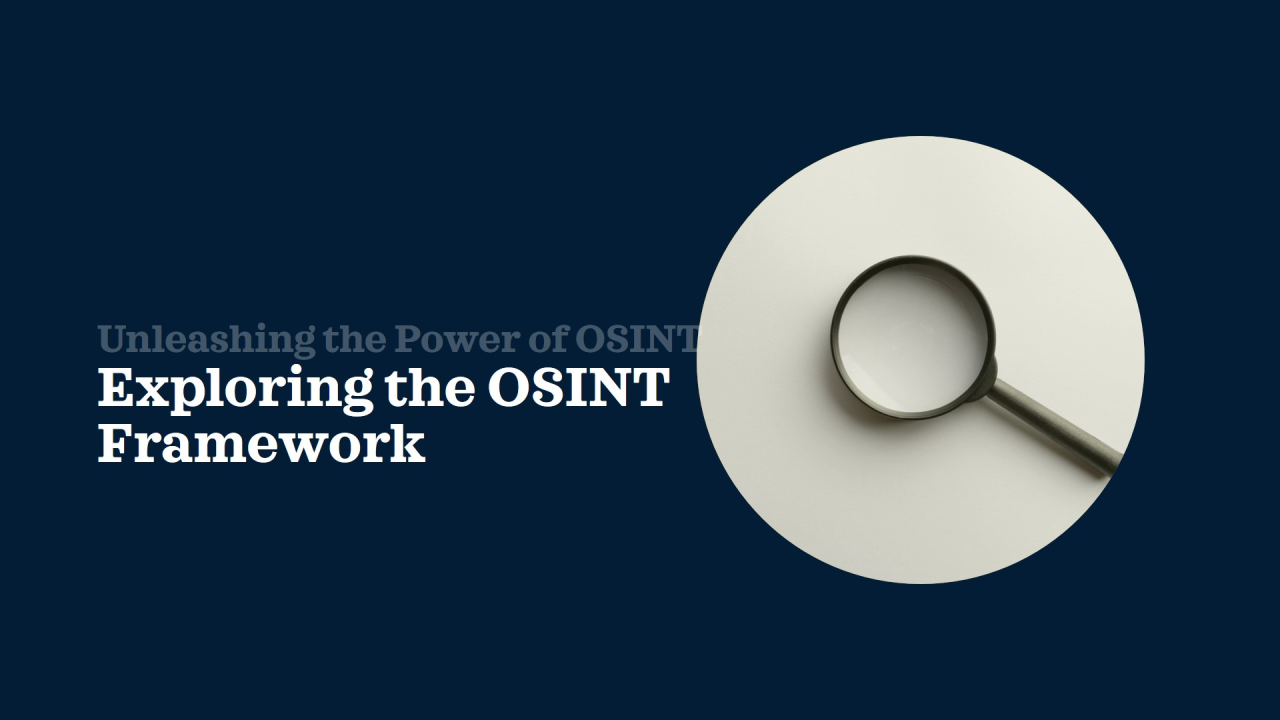 Unleashing the Power of OSINT
Exploring the OSINT
Framework